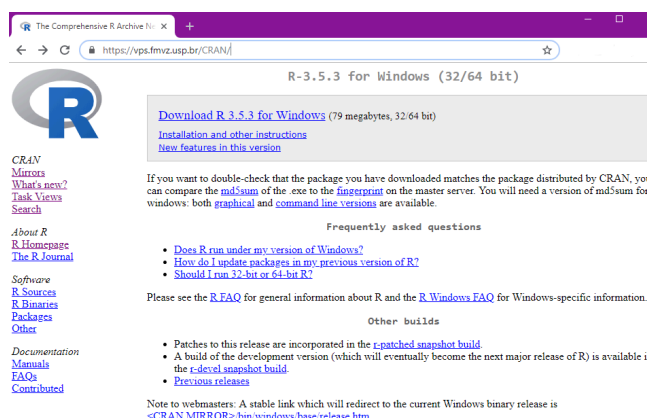 The Comprehensive R Archive Ne
https://vps.fmvz.usp.br/CRAN/
R
CRAN
Mirrors
What's new?
Task Views
Search
About R
R Homepage
The R Journal
Software
R Sources
R Binaries
Packages
Other
Documentation
Manuals
FAQs
Contributed
R-3.5.3 for Windows (32/64 bit)
Download R 3.5.3 for Windows (79 megabytes, 32/64 bit)
Installation and other instructions
New features in this version
If you want to double-check that the package you have downloaded matches the package distributed by CRAN, you
can compare the md5sum of the .exe to the fingerprint on the master server. You will need a version of md5sum for
windows: both graphical and command line versions are available.
Frequently asked questions
• Does R run under my version of Windows?
• How do I update packages in my previous version of R?
• Should I run 32-bit or 64-bit R?
Please see the R FAQ for general information about R and the R Windows FAQ for Windows-specific information.
Other builds
• Patches to this release are incorporated in the r-patched snapshot build.
• A build of the development version (which will eventually become the next major release of R) is available i
the r-devel snapshot build.
• Previous releases
Note to webmasters: A stable link which will redirect to the current Windows binary release is
<CRAN MIRROR>/bin/windows/base/release.htm